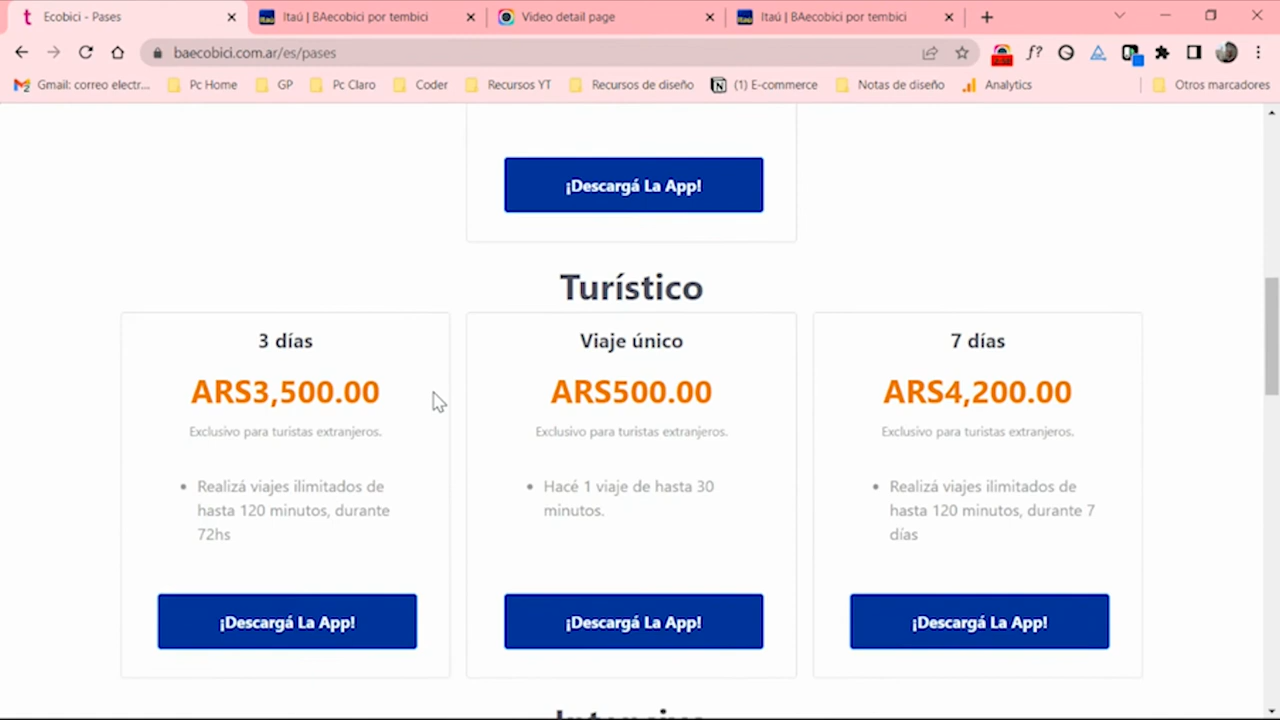 Ecobici - Pases
Itaú | BAecobici por tembici
Video detail page
Itaú | BAecobici por tembici
baecobici.com.ar/es/pases
f?
Gmail: correo electr...
Pc Home
GP
Pc Claro
Coder
Recursos YT
Recursos de diseño
(1) E-commerce
Notas de diseño
Analytics
Otros marcadores
¡Descargá La App!
Turístico
3 días
ARS3,500.00
Exclusivo para turistas extranjeros.
• Realizá viajes ilimitados de
hasta 120 minutos, durante
72hs
¡Descargá La App!
Viaje único
ARS500.00
Exclusivo para turistas extranjeros.
• Hacé 1 viaje de hasta 30
minutos.
¡Descargá La App!
7 días
ARS4,200.00
Exclusivo para turistas extranjeros.
• Realizá viajes ilimitados de
hasta 120 minutos, durante 7
días
¡Descargá La App!